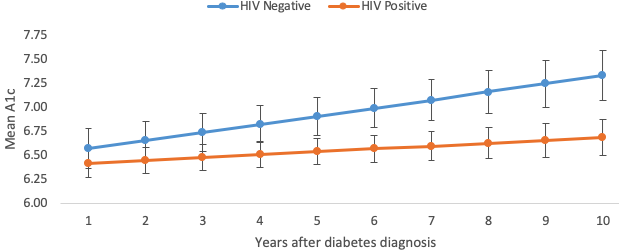 HIV Negative HIV Positive
7.75
7.50
7.25
7.00
6.75
6.50
6.25
6.00
Mean A1c
1 2 3 4 5 6 7 8 9 10
Years after diabetes diagnosis